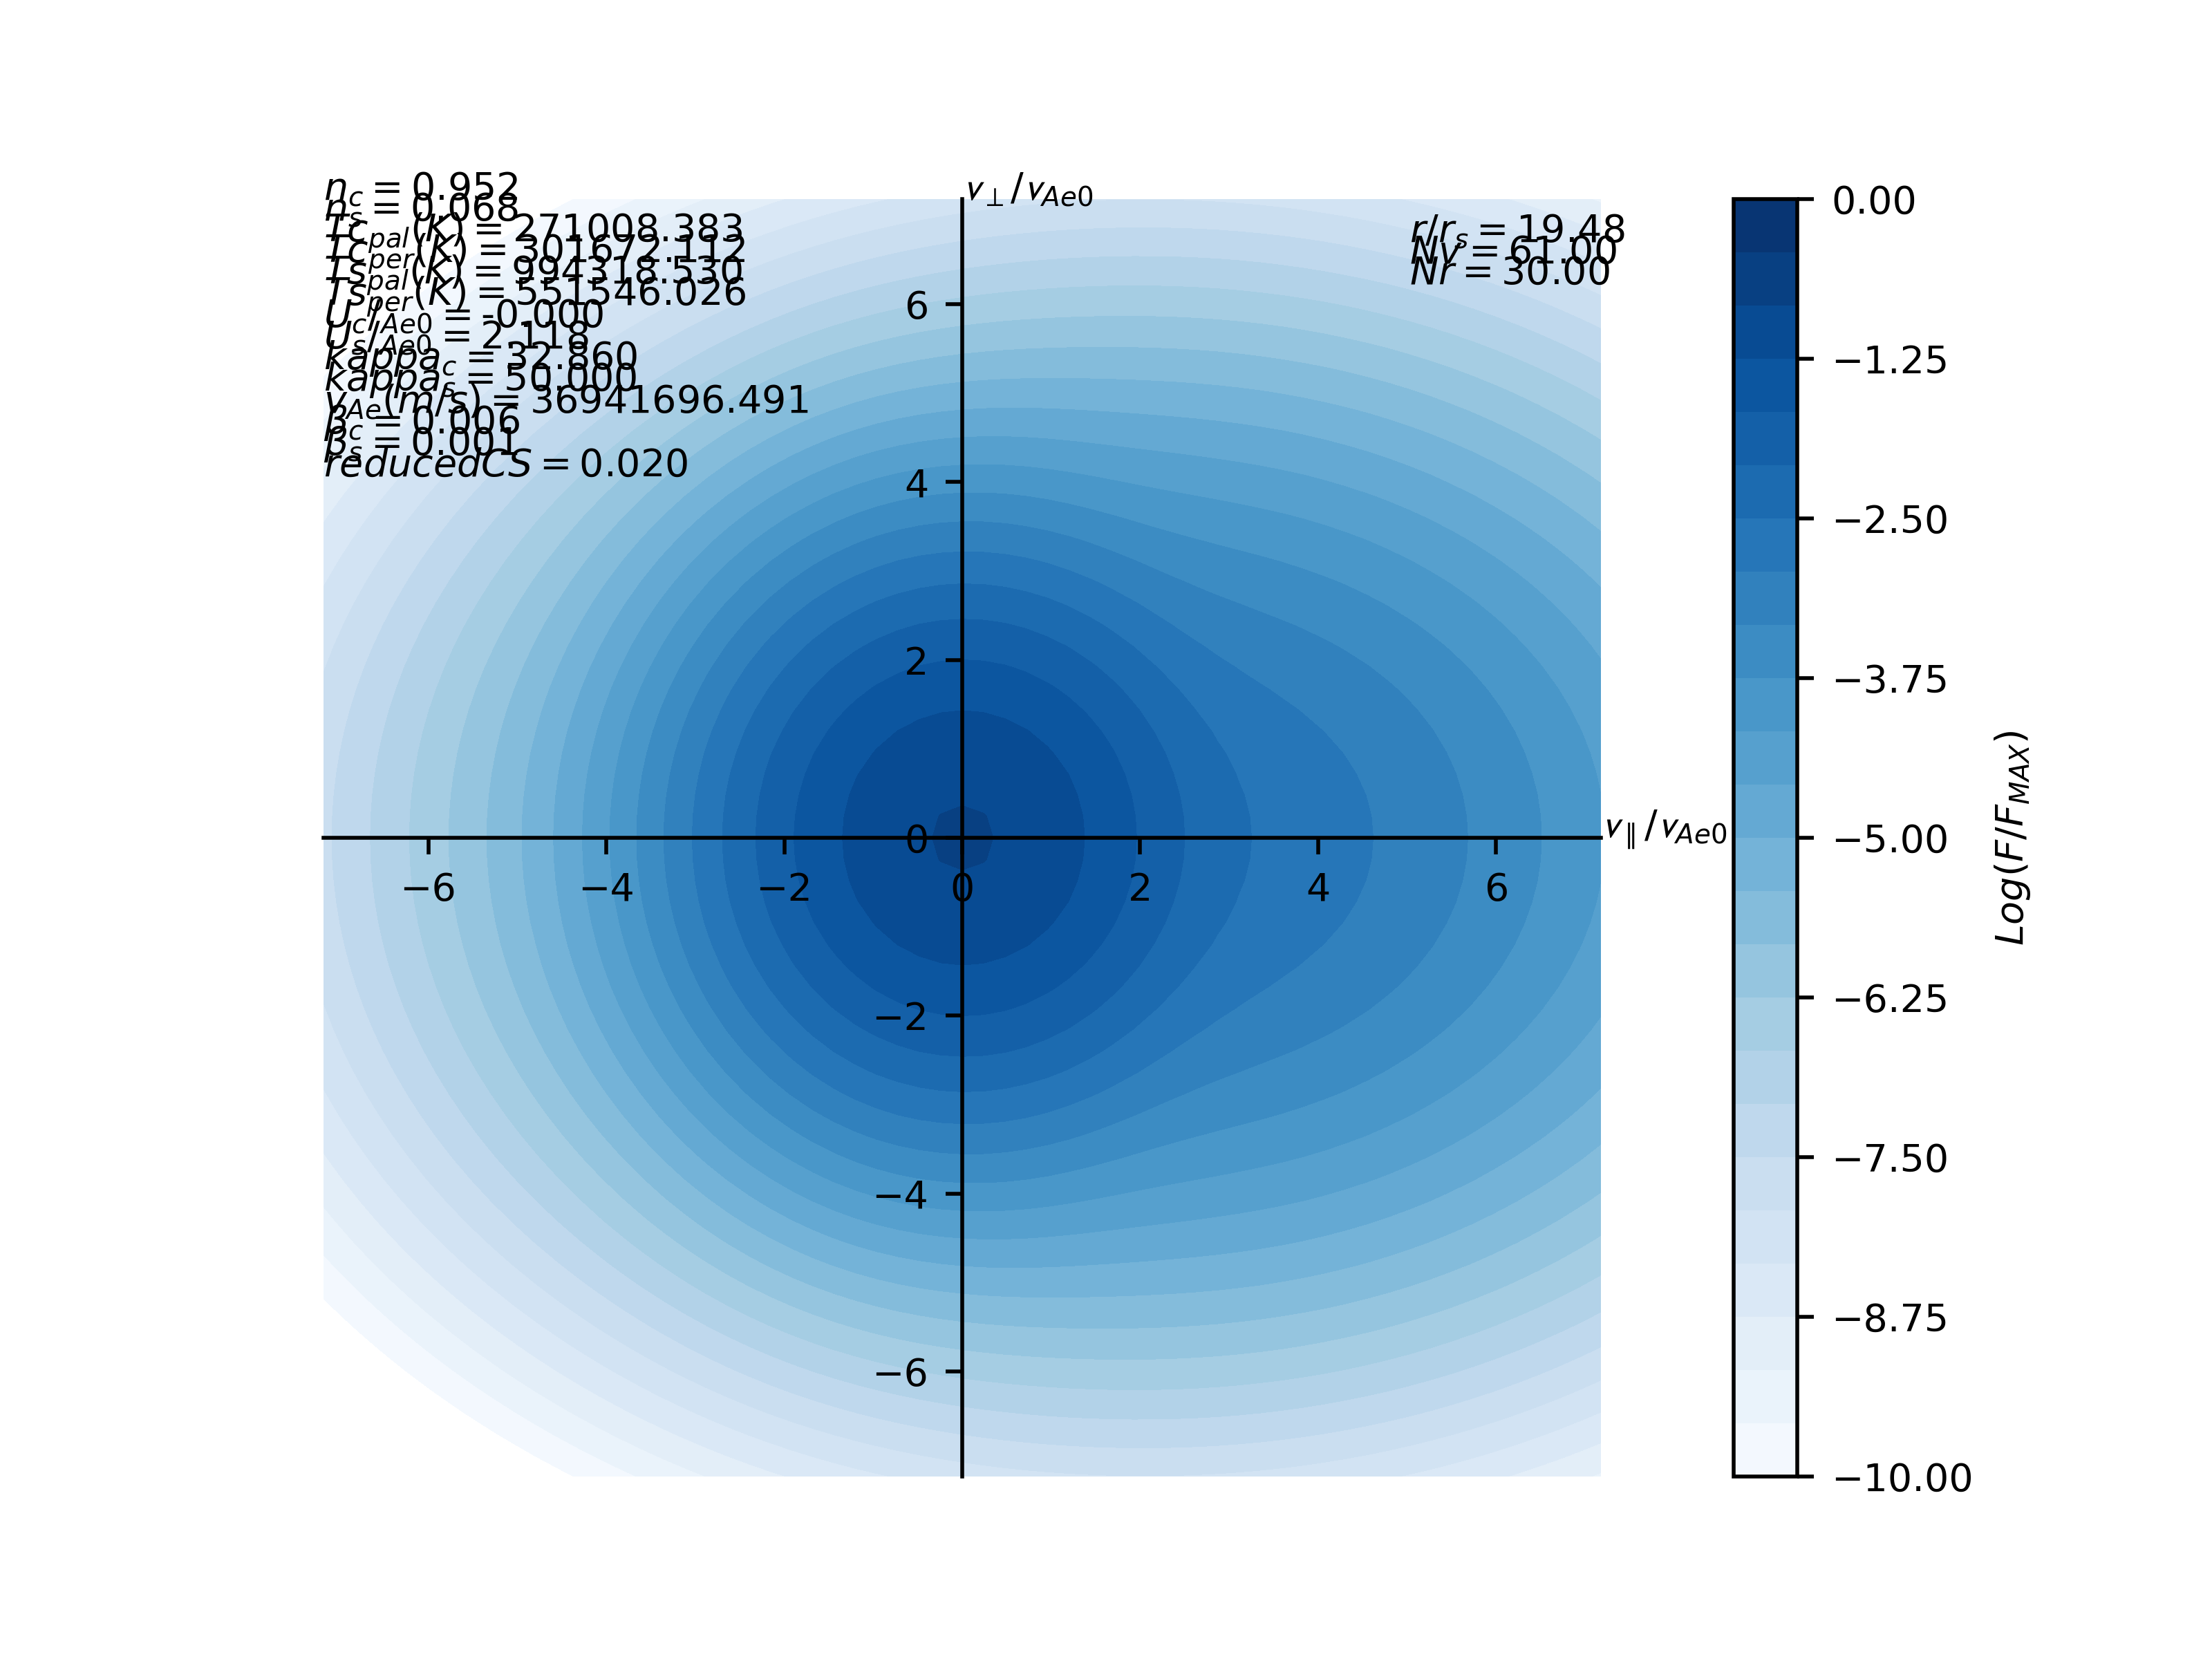 n_c = 0.952
n_s = 0.068
Tc_pal(K) = 271008.383
Tc_per(K) = 301672.112
Ts_pal(K) = 994318.530
Ts_per(K) = 551546.026
U_c/Ae0 = -0.000
U_s/Ae0 = 2.118
kappa_c = 32.860
kappa_s = 50.000
v_Ae(m/s) = 36941696.491
β_c = 0.006
β_s = 0.001
reducedCS = 0.020
v_⊥/v_Ae0
r/r_s = 19.48
Nv = 61.00
Nr = 30.00
6
4
2
0
−2
−4
−6
−6 −4 −2 0 2 4 6
v_∥/v_Ae0
0.00
−1.25
−2.50
−3.75
−5.00
−6.25
−7.50
−8.75
−10.00
Log(F/F_MAX)